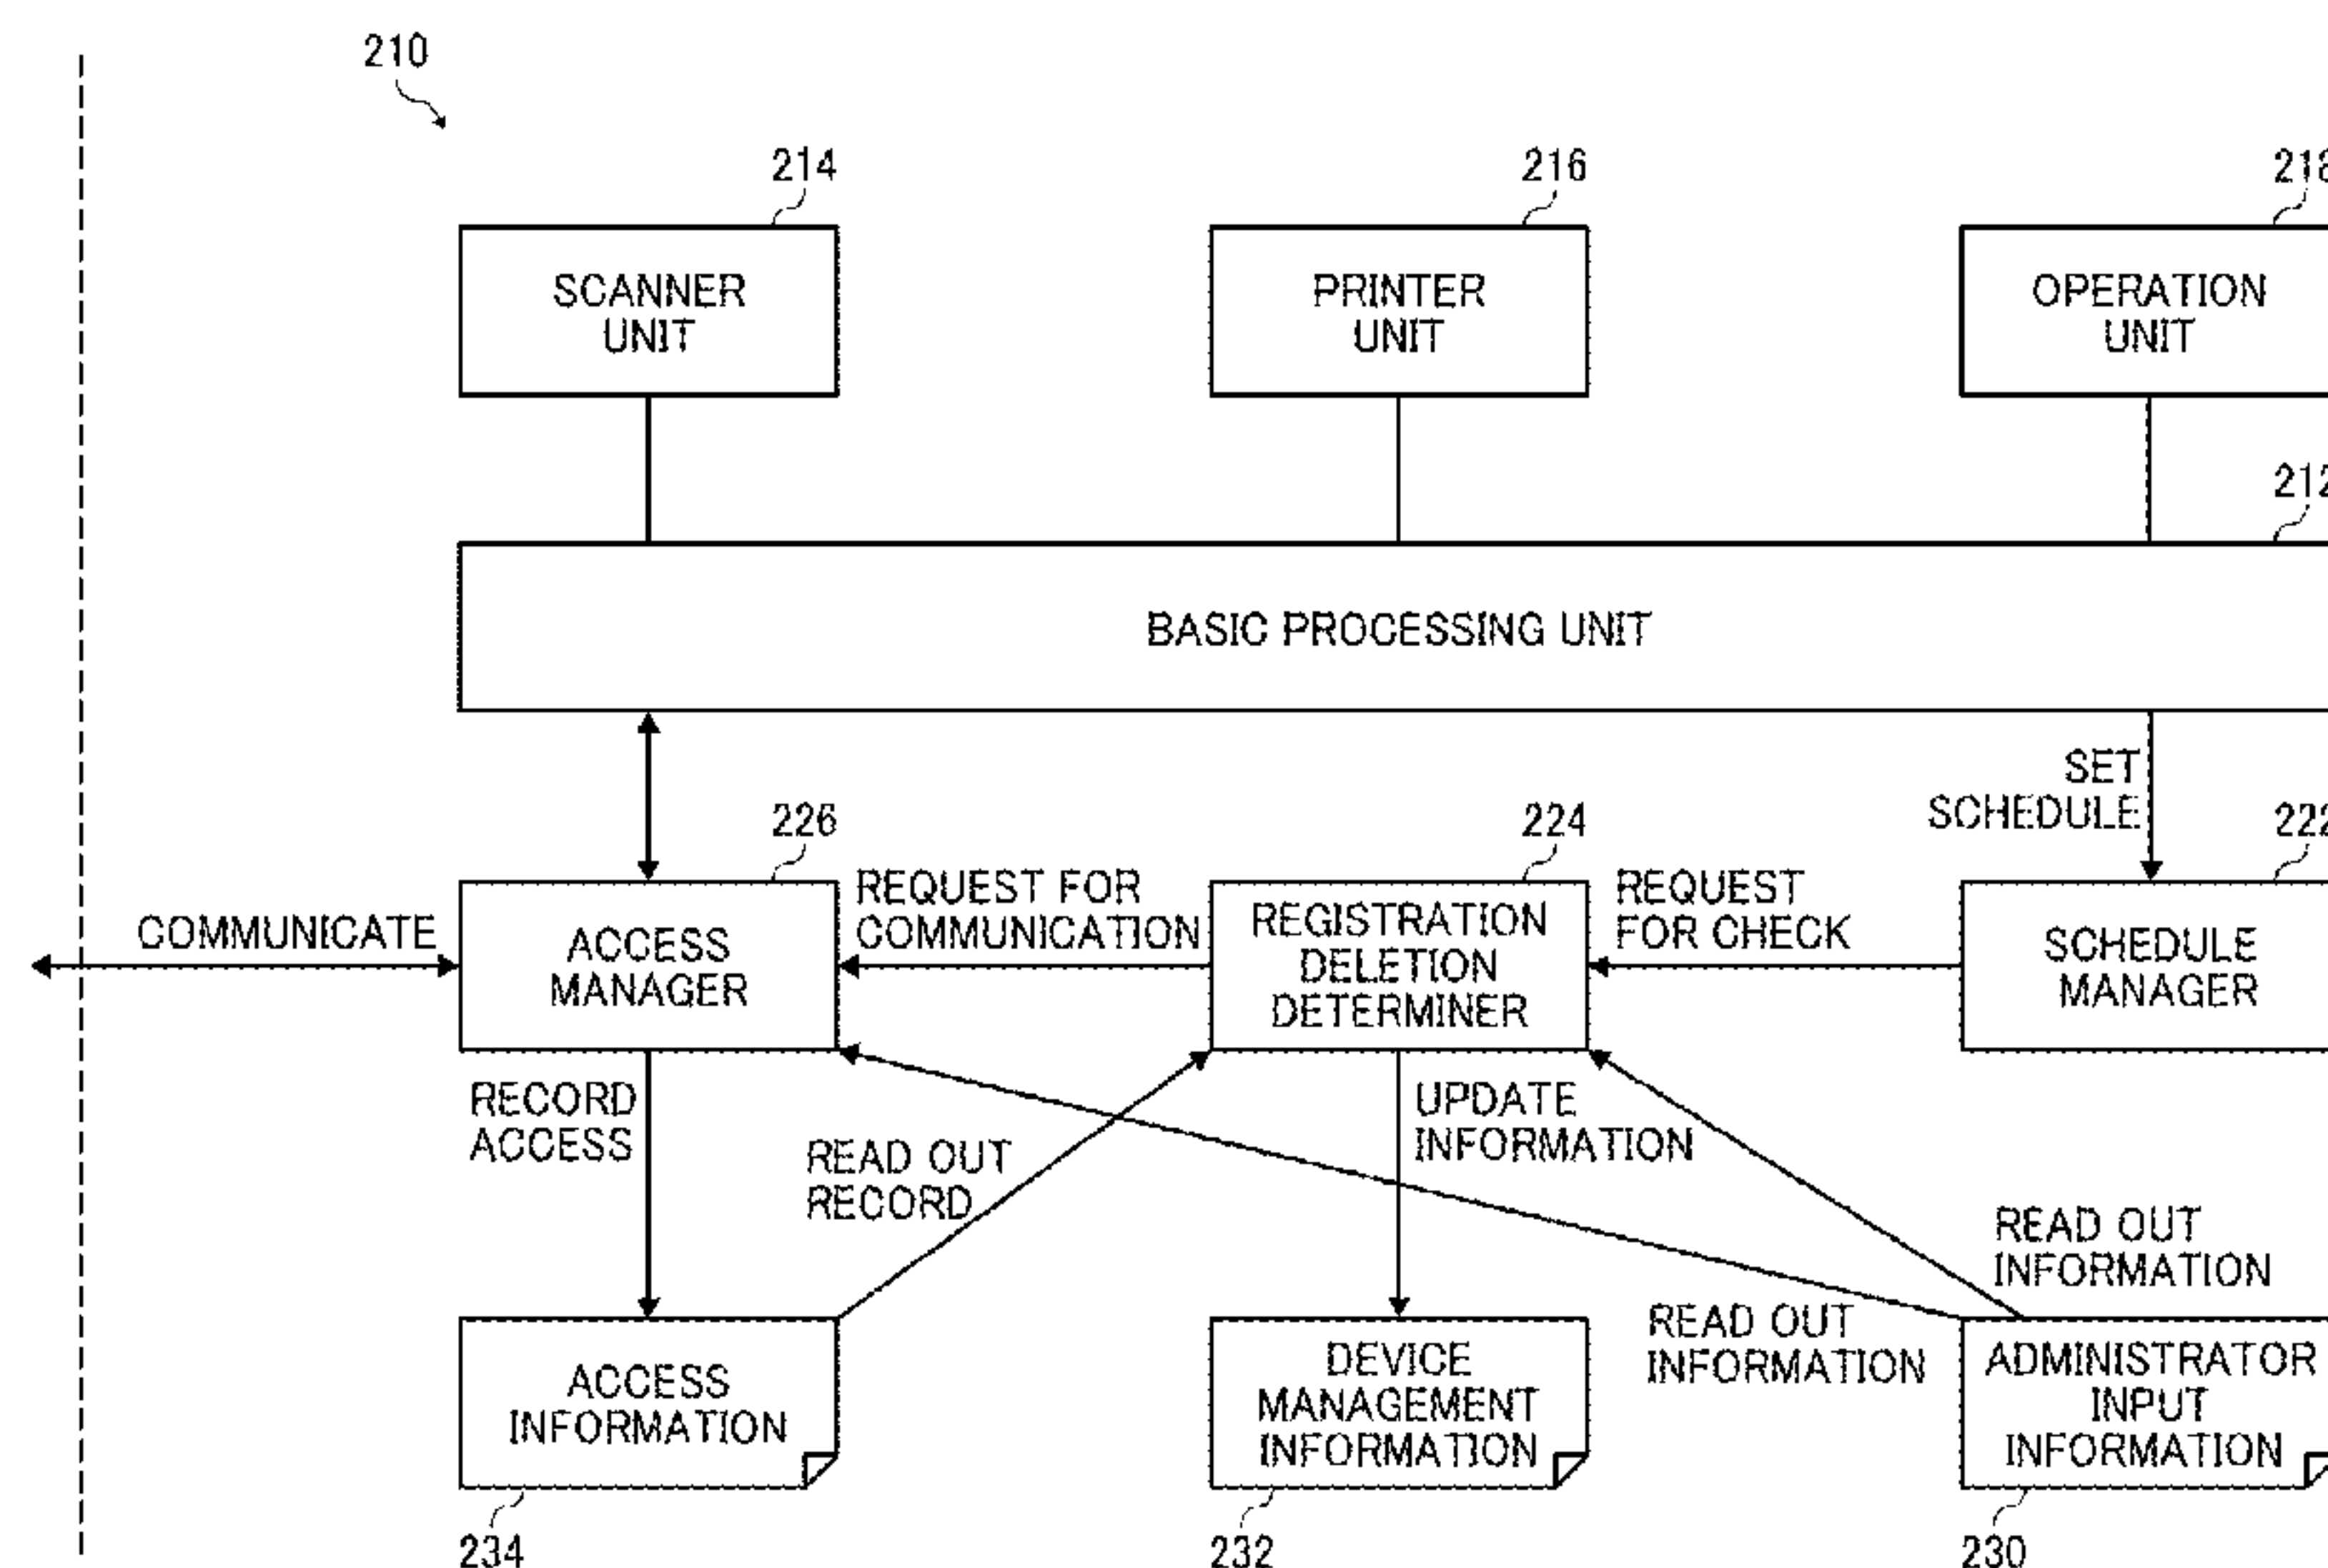 210
214
216
SCANNER
UNIT
PRINTER
UNIT
OPERATION
UNIT
BASIC PROCESSING UNIT
SET
SCHEDULE
226
224
COMMUNICATE
ACCESS
MANAGER
REQUEST FOR
COMMUNICATION
REGISTRATION
DELETION
DETERMINER
REQUEST
FOR CHECK
SCHEDULE
MANAGER
RECORD
ACCESS
READ OUT
RECORD
UPDATE
INFORMATION
READ OUT
INFORMATION
READ OUT
INFORMATION
ACCESS
INFORMATION
DEVICE
MANAGEMENT
INFORMATION
ADMINISTRATOR
INPUT
INFORMATION
234
232
230